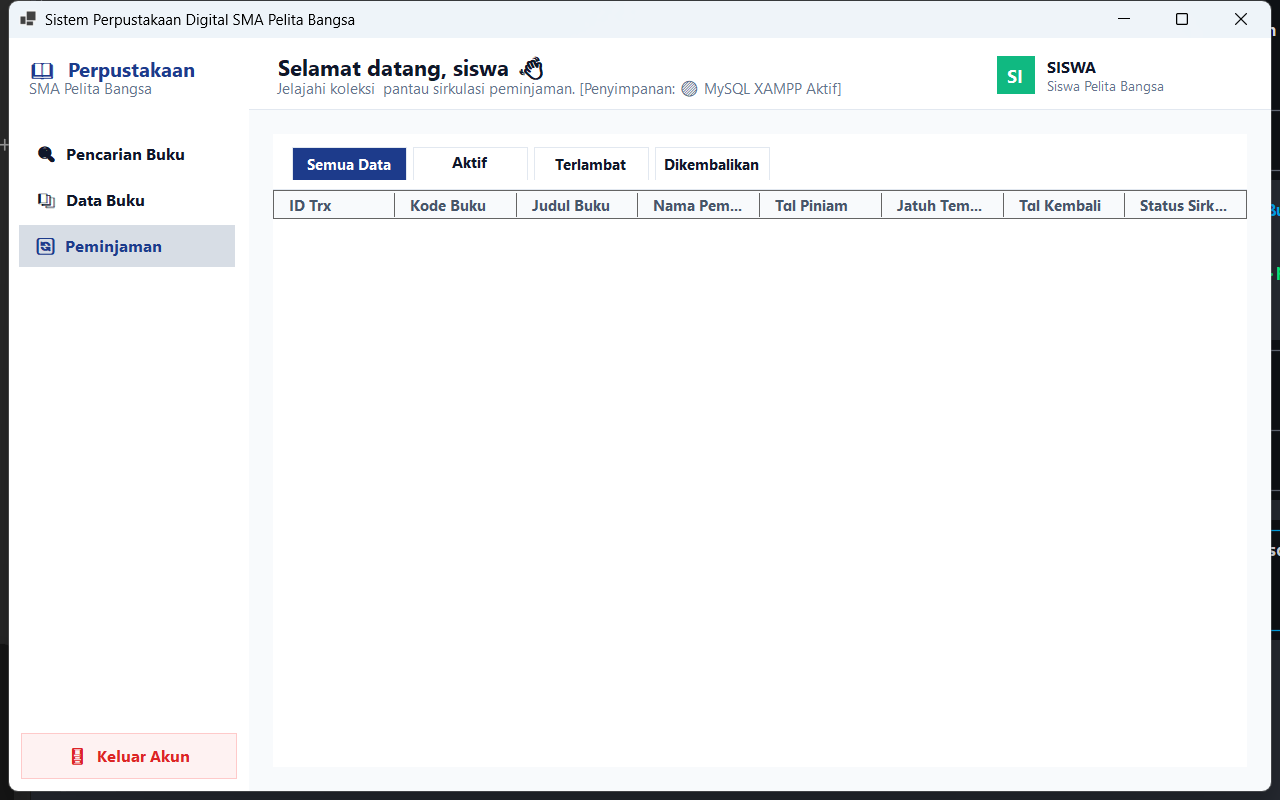 Sistem Perpustakaan Digital SMA Pelita Bangsa
Perpustakaan
SMA Pelita Bangsa
Selamat datang, siswa
Jelajahi koleksi pantau sirkulasi peminjaman. [Penyimpanan: MySQL XAMPP Aktif]
SI
SISWA
Siswa Pelita Bangsa
Pencarian Buku
Data Buku
Peminjaman
Keluar Akun
Semua Data
Aktif
Terlambat
Dikembalikan
ID Trx
Kode Buku
Judul Buku
Nama Pem...
Tgl Pinjam
Jatuh Tem...
Tgl Kembali
Status Sirk...